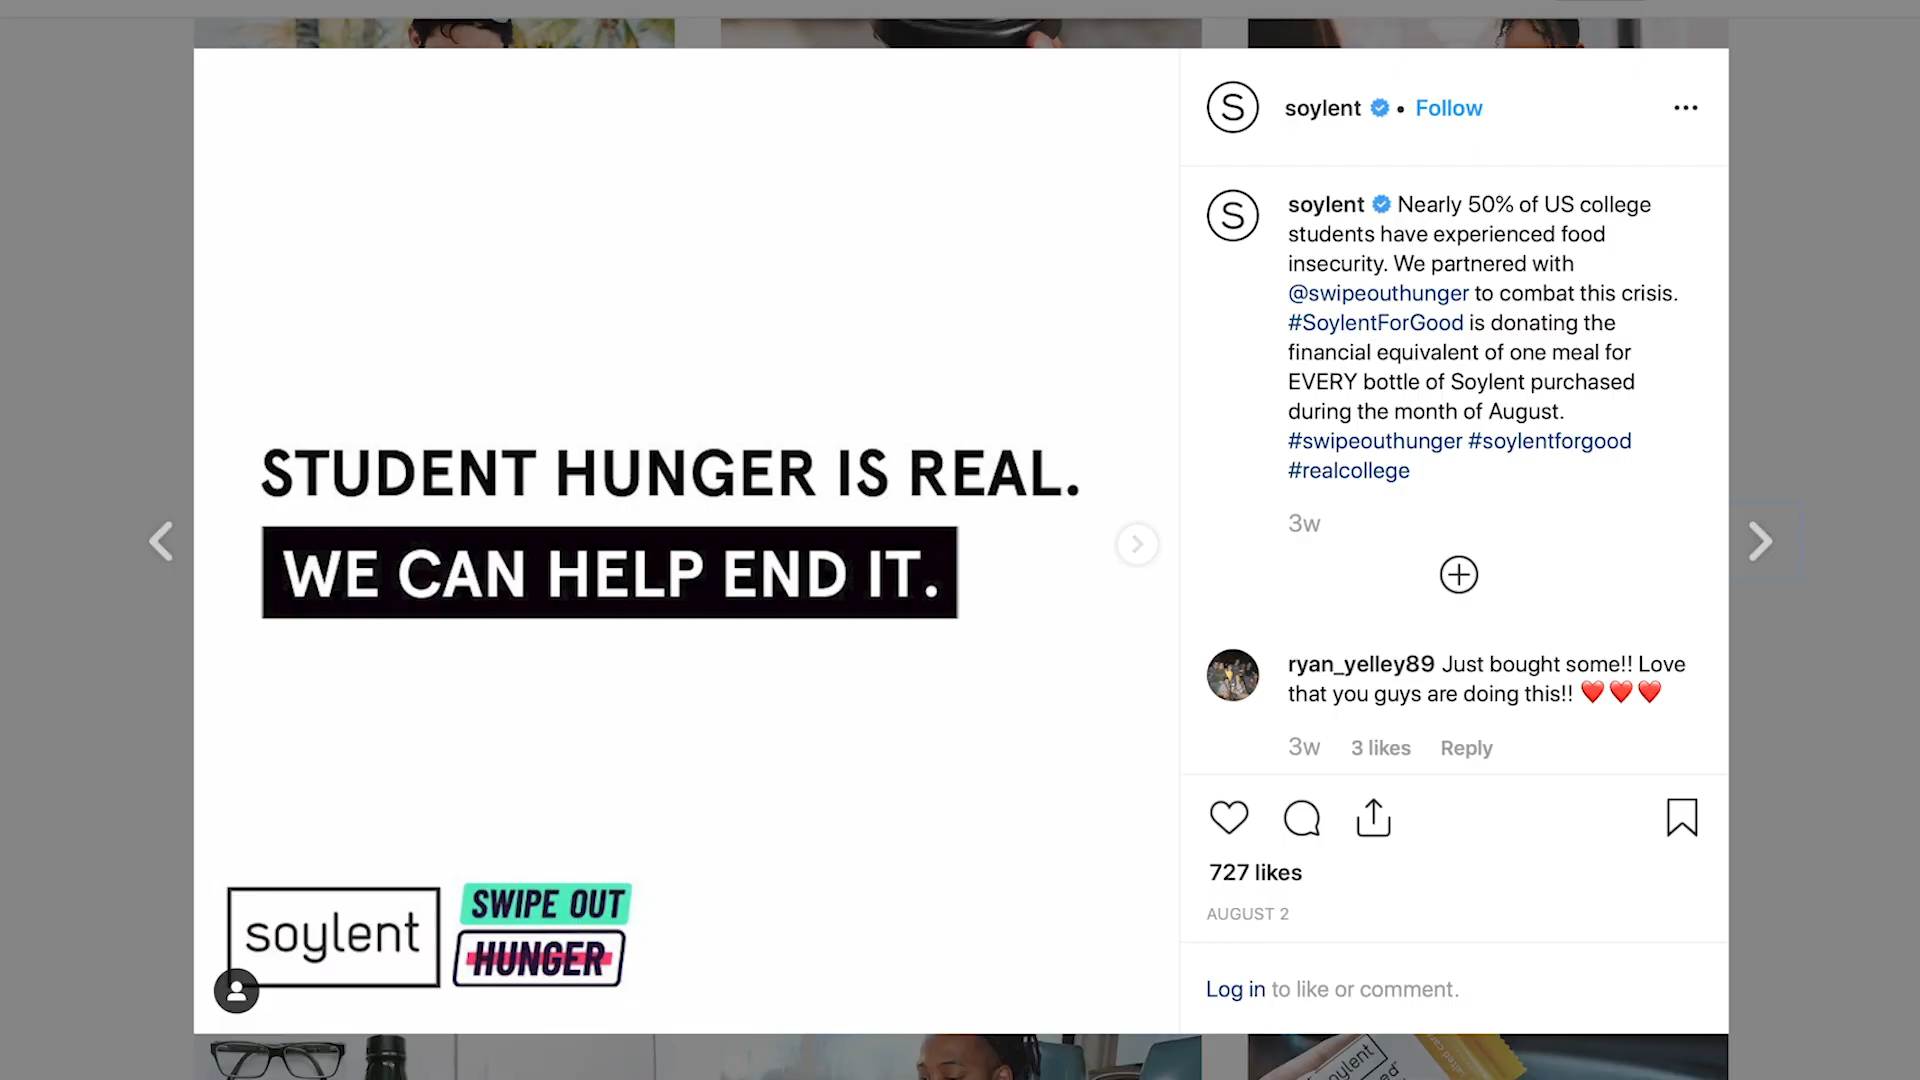 STUDENT HUNGER IS REAL.
WE CAN HELP END IT.
soylent
SWIPE OUT
HUNGER
S
soylent • Follow
S
soylent Nearly 50% of US college
students have experienced food
insecurity. We partnered with
@swipeouthunger to combat this crisis.
#SoylentForGood is donating the
financial equivalent of one meal for
EVERY bottle of Soylent purchased
during the month of August.
#swipeouthunger #soylentforgood
#realcollege
3w
ryan_yelley89 Just bought some!! Love
that you guys are doing this!! ❤️❤️❤️
3w 3 likes Reply
727 likes
AUGUST 2
Log in to like or comment.